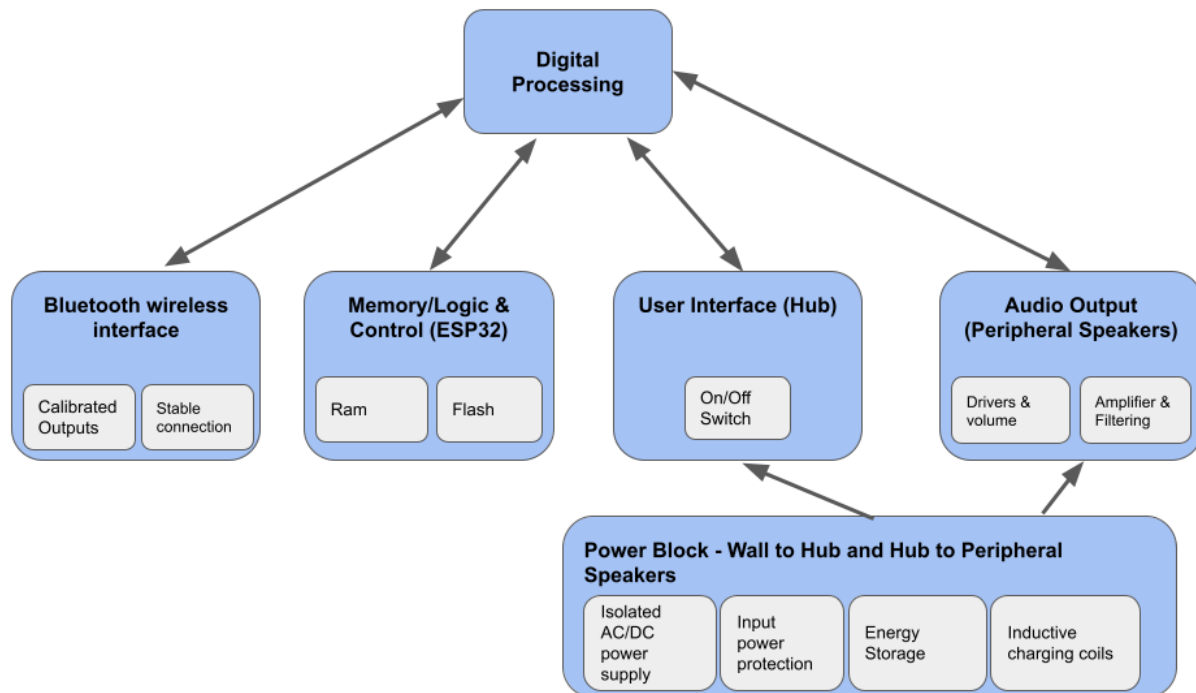 Digital
Processing
Bluetooth wireless
interface
Calibrated
Outputs
Stable
connection
Memory/Logic &
Control (ESP32)
Ram
Flash
User Interface (Hub)
On/Off
Switch
Audio Output
(Peripheral Speakers)
Drivers &
volume
Amplifier &
Filtering
Power Block - Wall to Hub and Hub to Peripheral
Speakers
Isolated
AC/DC
power
supply
Input
power
protection
Energy
Storage
Inductive
charging coils